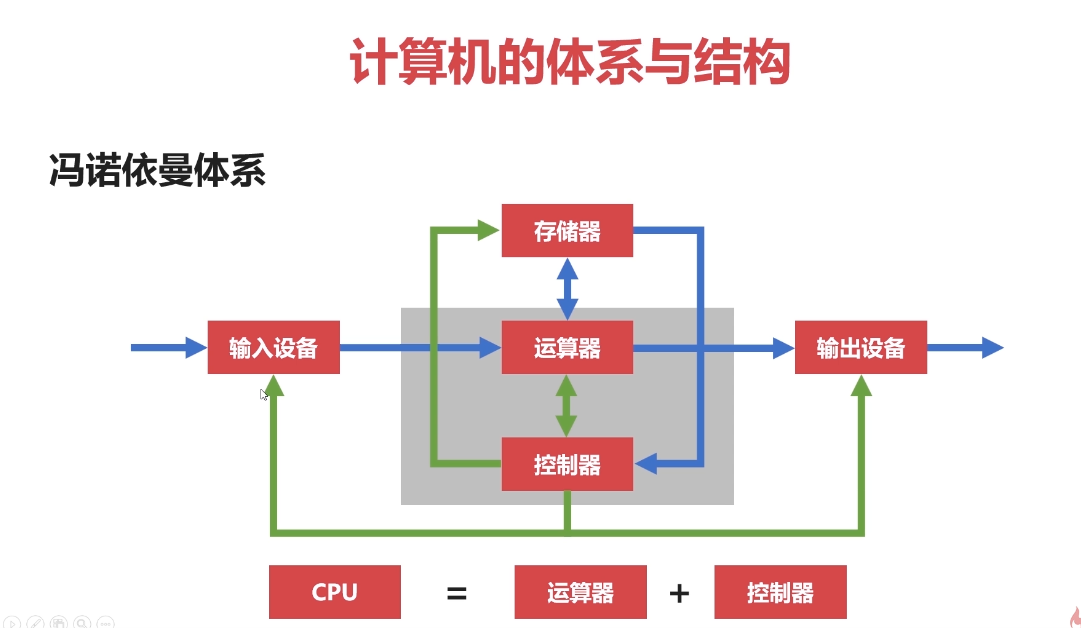 计算机的体系与结构
冯诺依曼体系
存储器
输入设备
运算器
输出设备
控制器
CPU = 运算器 + 控制器